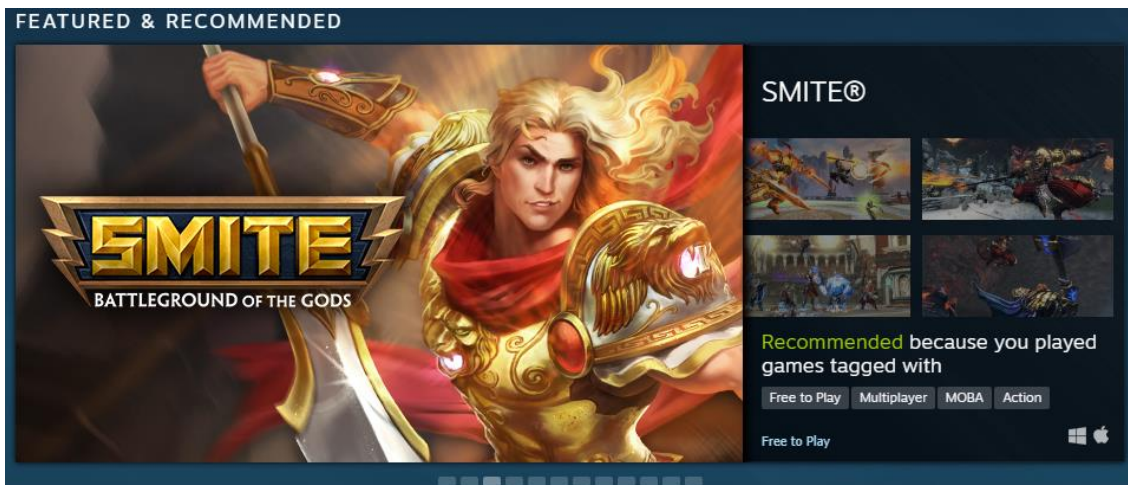 FEATURED & RECOMMENDED
SMITE
BATTLEGROUND OF THE GODS
SMITE®
Recommended because you played
games tagged with
Free to Play Multiplayer MOBA Action
Free to Play